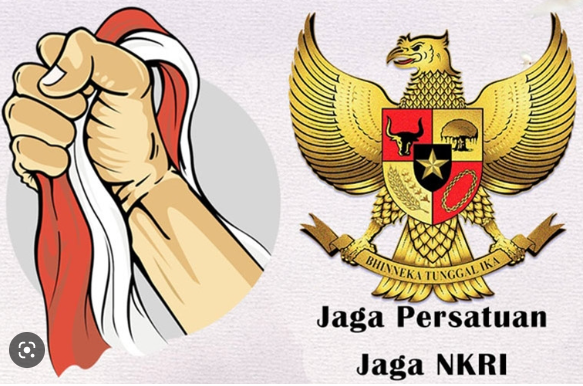 BHINNEKA TUNGGAL IKA
Jaga Persatuan
Jaga NKRI